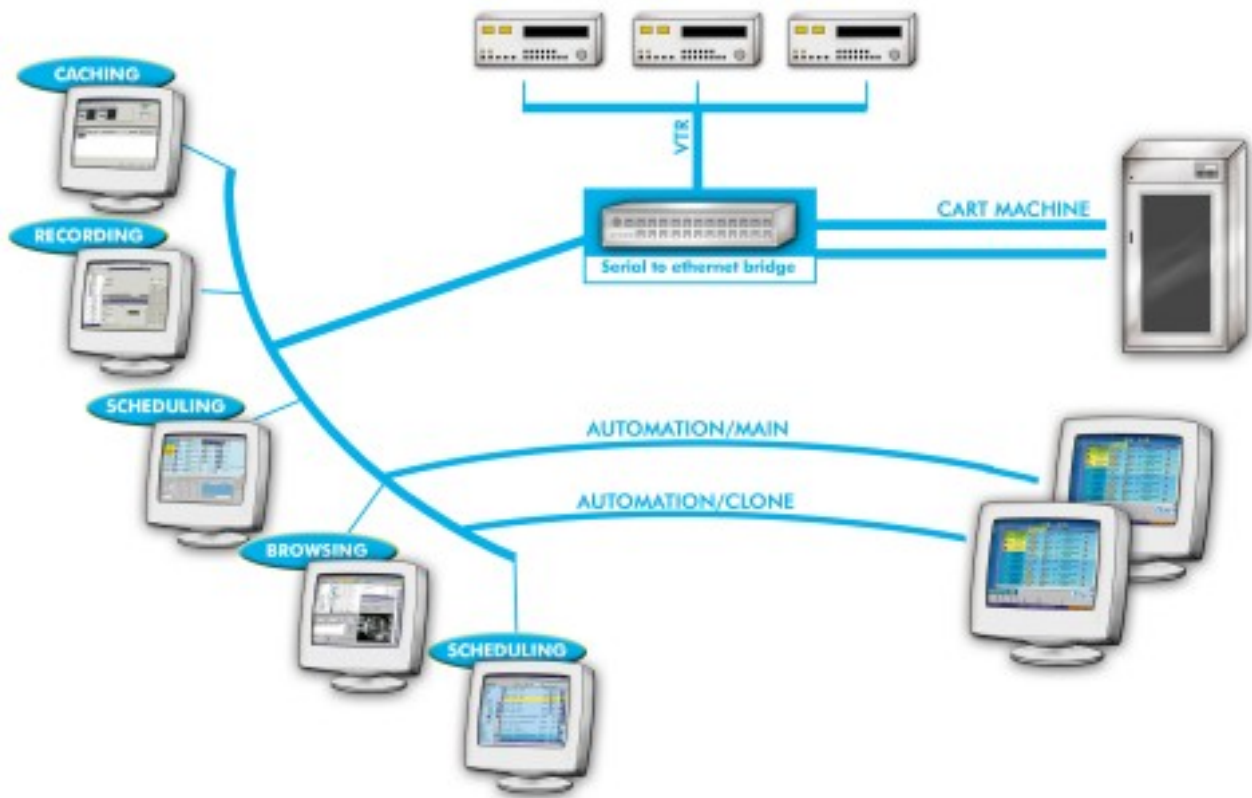 CACHING
VTR
RECORDING
CART MACHINE
Serial to ethernet bridge
SCHEDULING
AUTOMATION/MAIN
AUTOMATION/CLONE
BROWSING
SCHEDULING